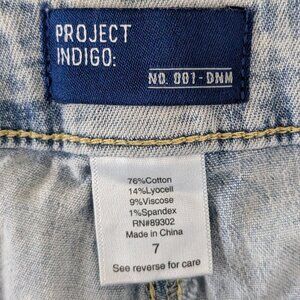 PROJECT
INDIGO:
NO. 001-DNM
76%Cotton
14%Lyocell
9%Viscose
1%Spandex
RN#89302
Made in China
7
See reverse for care